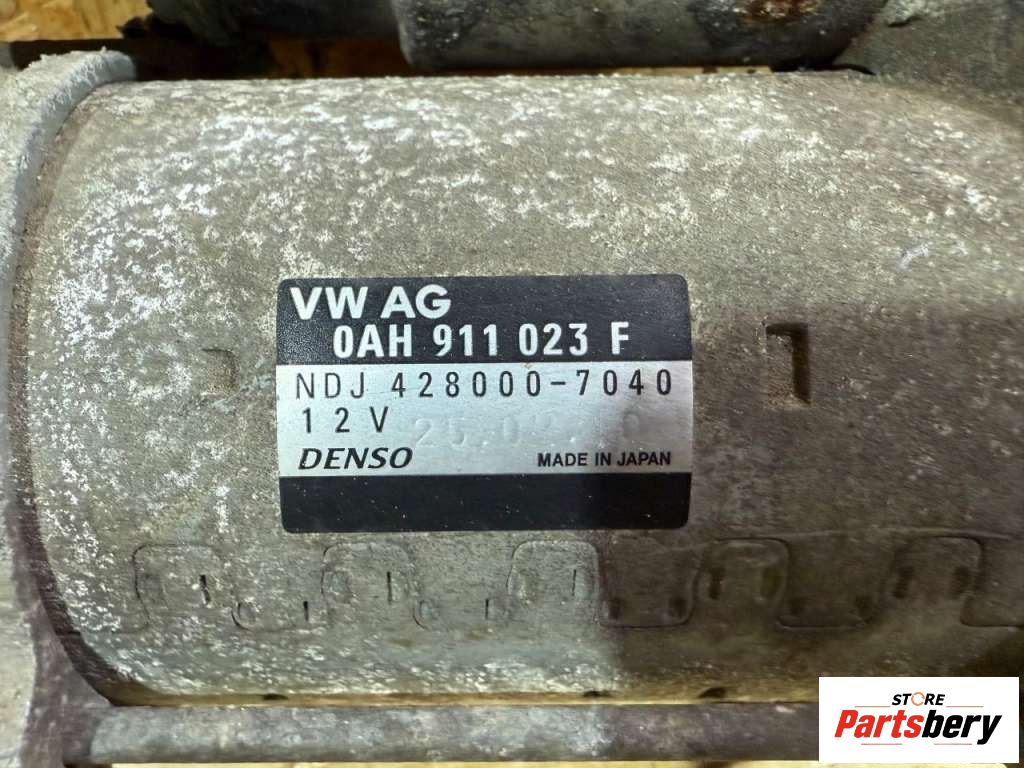 VW AG
0AH 911 023 F
NDJ 428000-7040
12V
DENSO MADE IN JAPAN
STORE
Partsbery